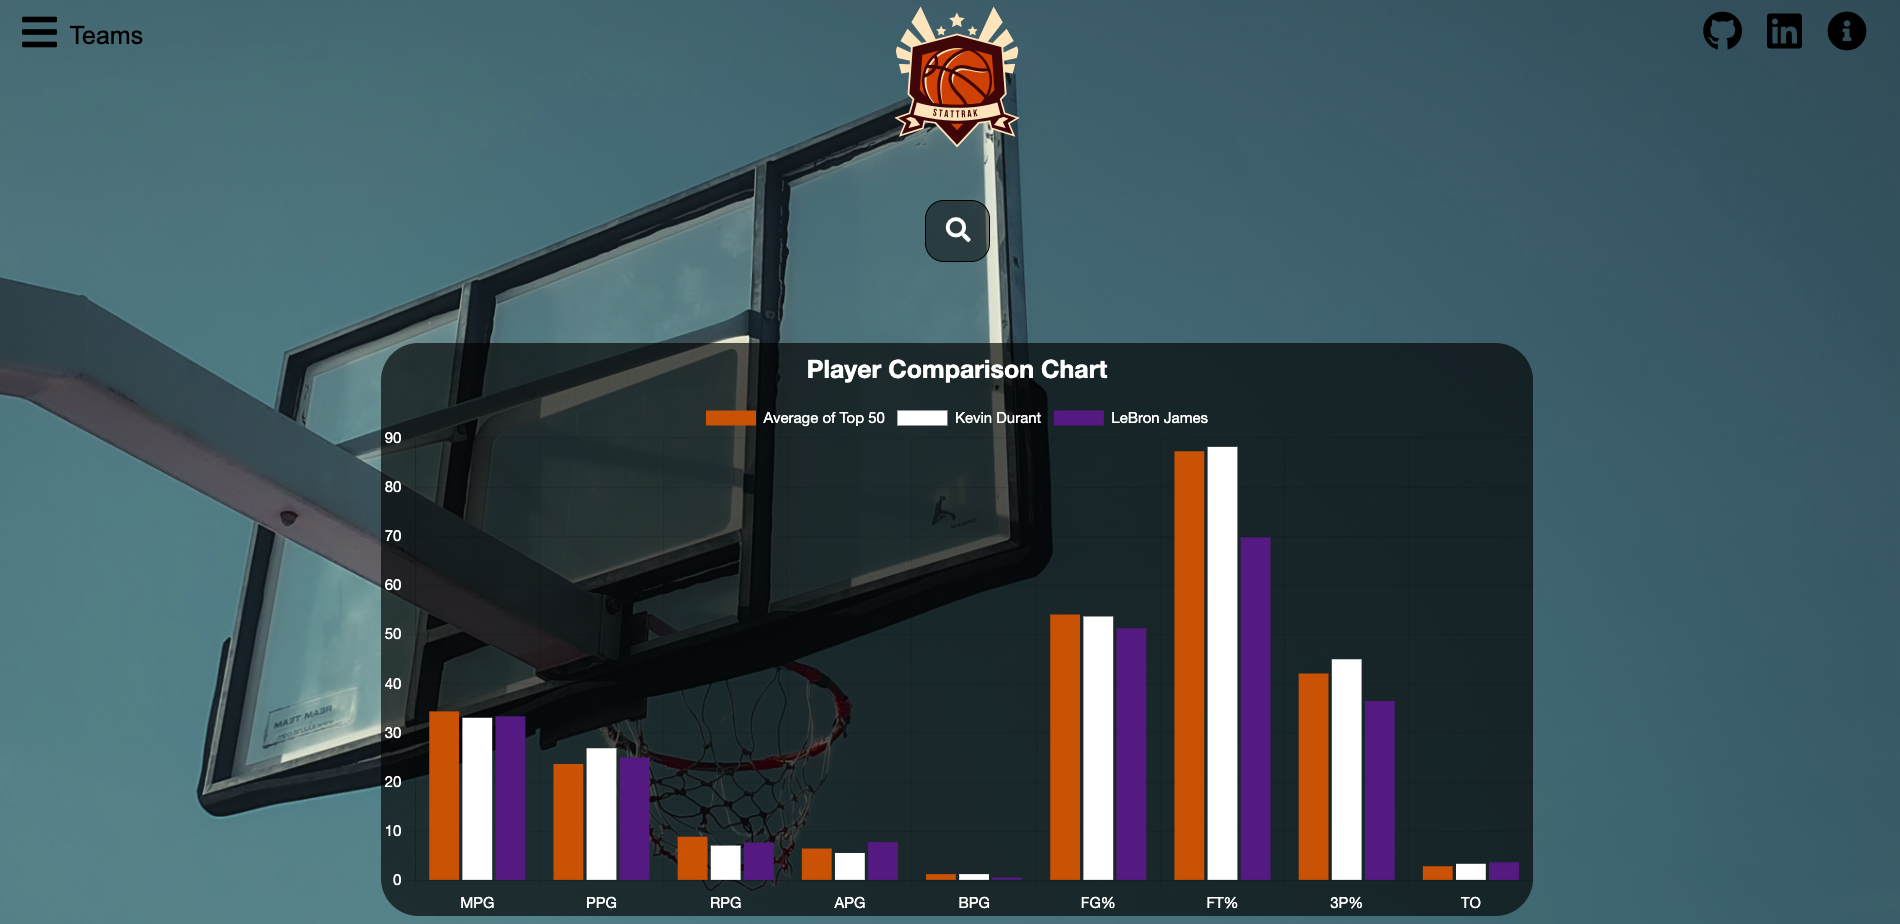 Teams
STATTRAK
Player Comparison Chart
Average of Top 50 Kevin Durant LeBron James
90
80
70
60
50
40
30
20
10
0
MPG PPG RPG APG BPG FG% FT% 3P% TO